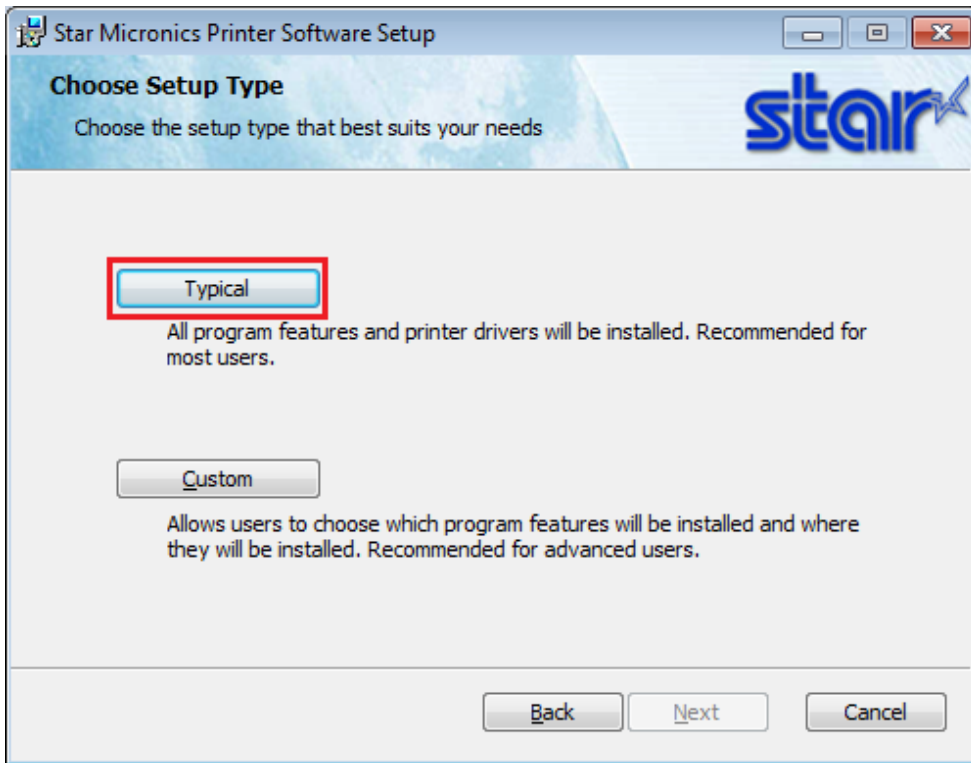 Star Micronics Printer Software Setup
Choose Setup Type
Choose the setup type that best suits your needs
star
Typical
All program features and printer drivers will be installed. Recommended for
most users.
Custom
Allows users to choose which program features will be installed and where
they will be installed. Recommended for advanced users.
Back
Next
Cancel